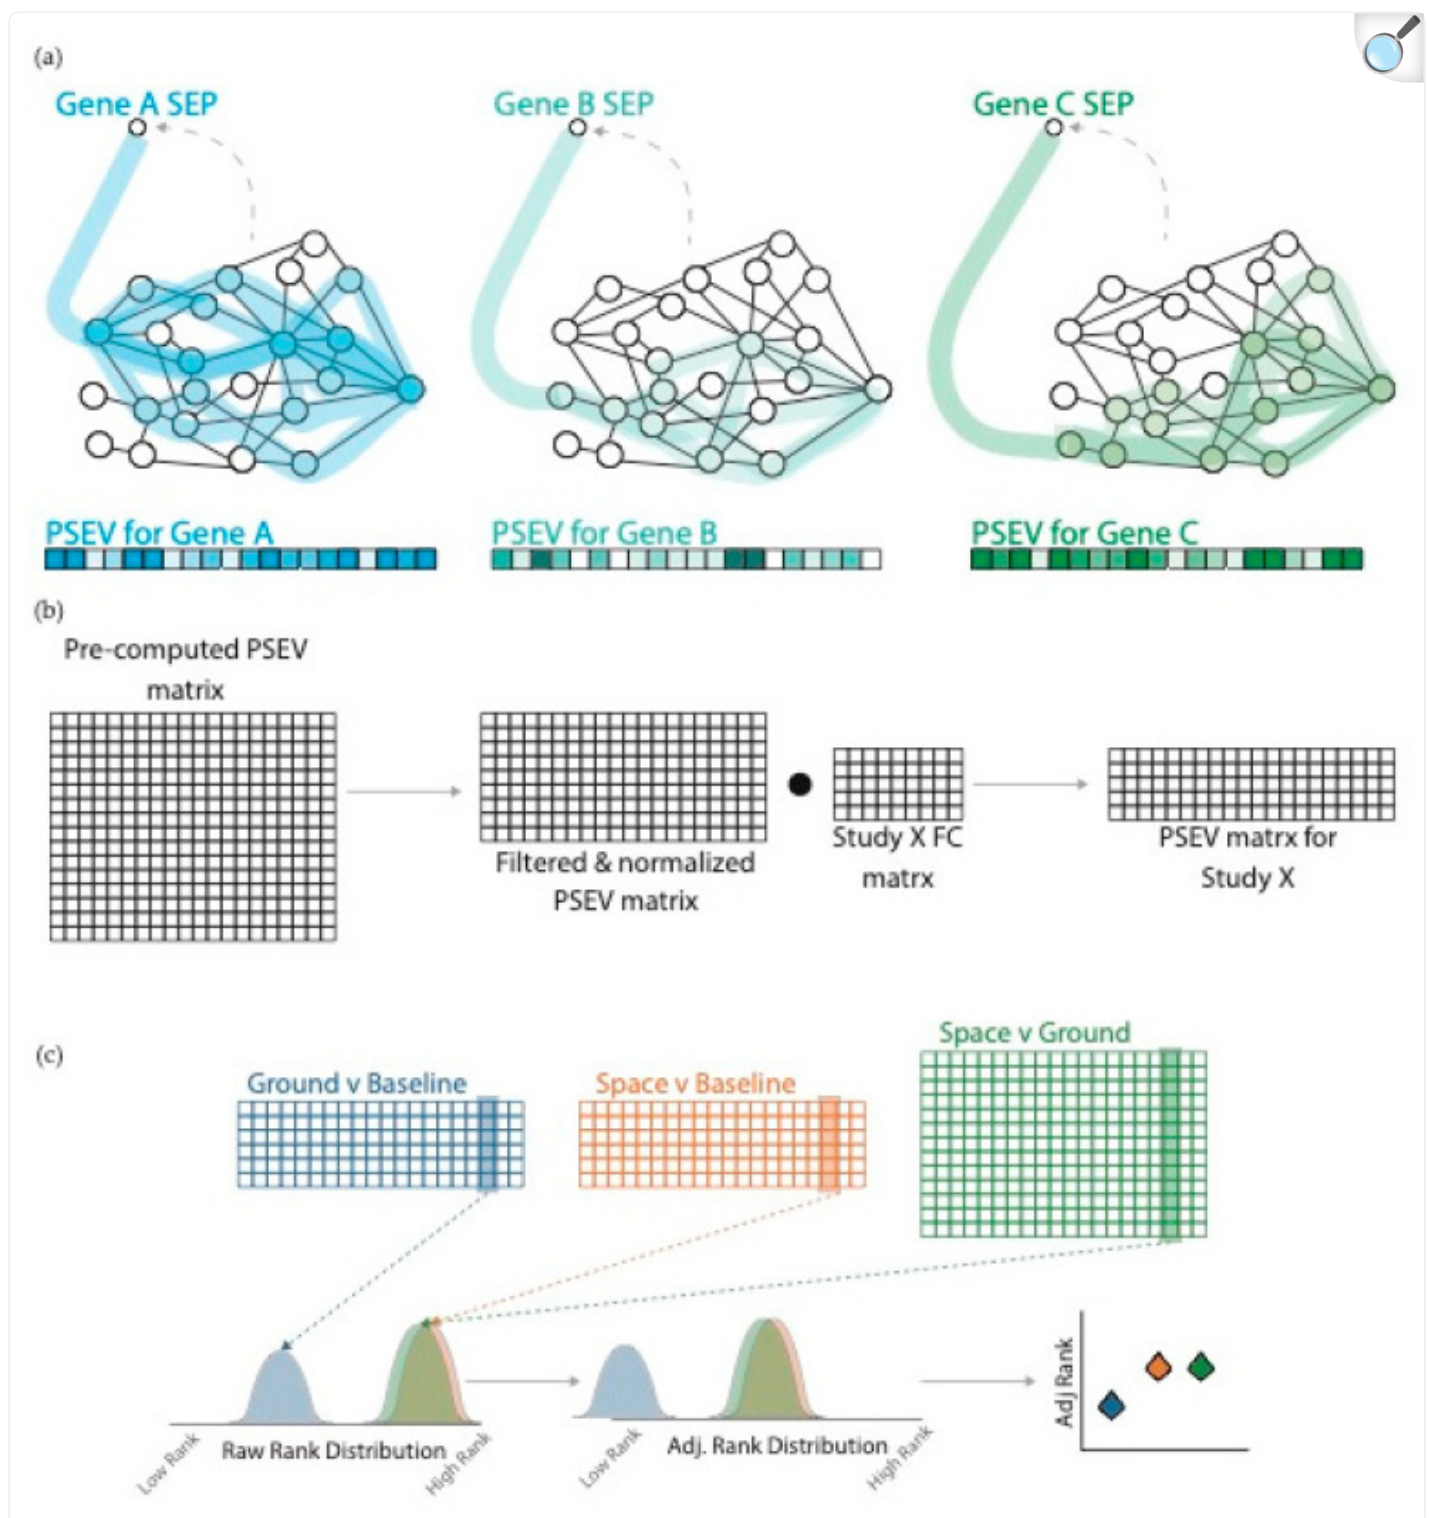 (a)
Gene A SEP
Gene B SEP
Gene C SEP
PSEV for Gene A
PSEV for Gene B
PSEV for Gene C
(b)
Pre-computed PSEV
matrix
Filtered & normalized
PSEV matrix
Study X FC
matrx
PSEV matrx for
Study X
(c)
Ground v Baseline
Space v Baseline
Space v Ground
Low Rank
Raw Rank Distribution
High Rank
Low Rank
Adj. Rank Distribution
High Rank
Adj Rank